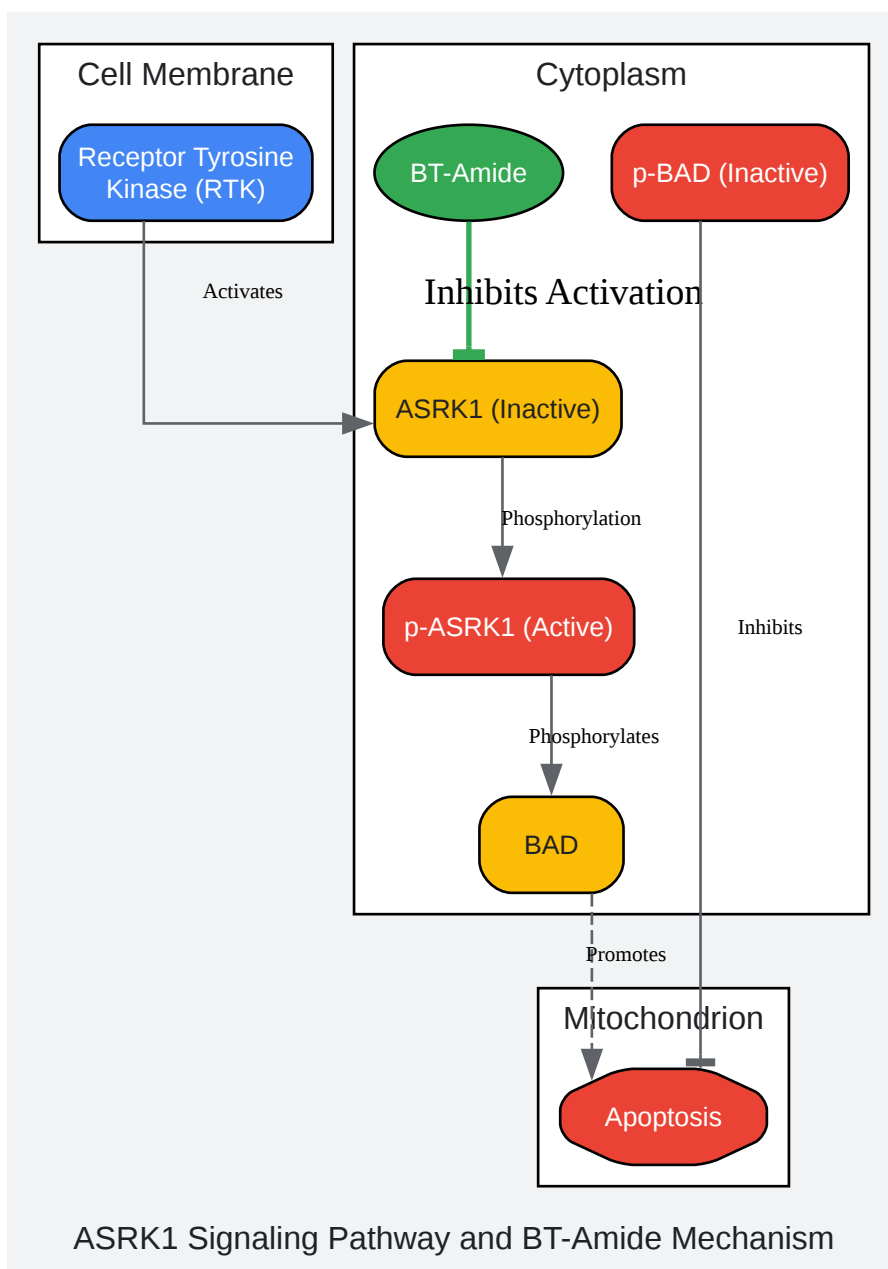 Cell Membrane
Cytoplasm
Receptor Tyrosine
Kinase (RTK)
BT-Amide
p-BAD (Inactive)
Activates
Inhibits Activation
ASRK1 (Inactive)
Phosphorylation
p-ASRK1 (Active)
Inhibits
Phosphorylates
BAD
Promotes
Mitochondrion
Apoptosis
ASRK1 Signaling Pathway and BT-Amide Mechanism